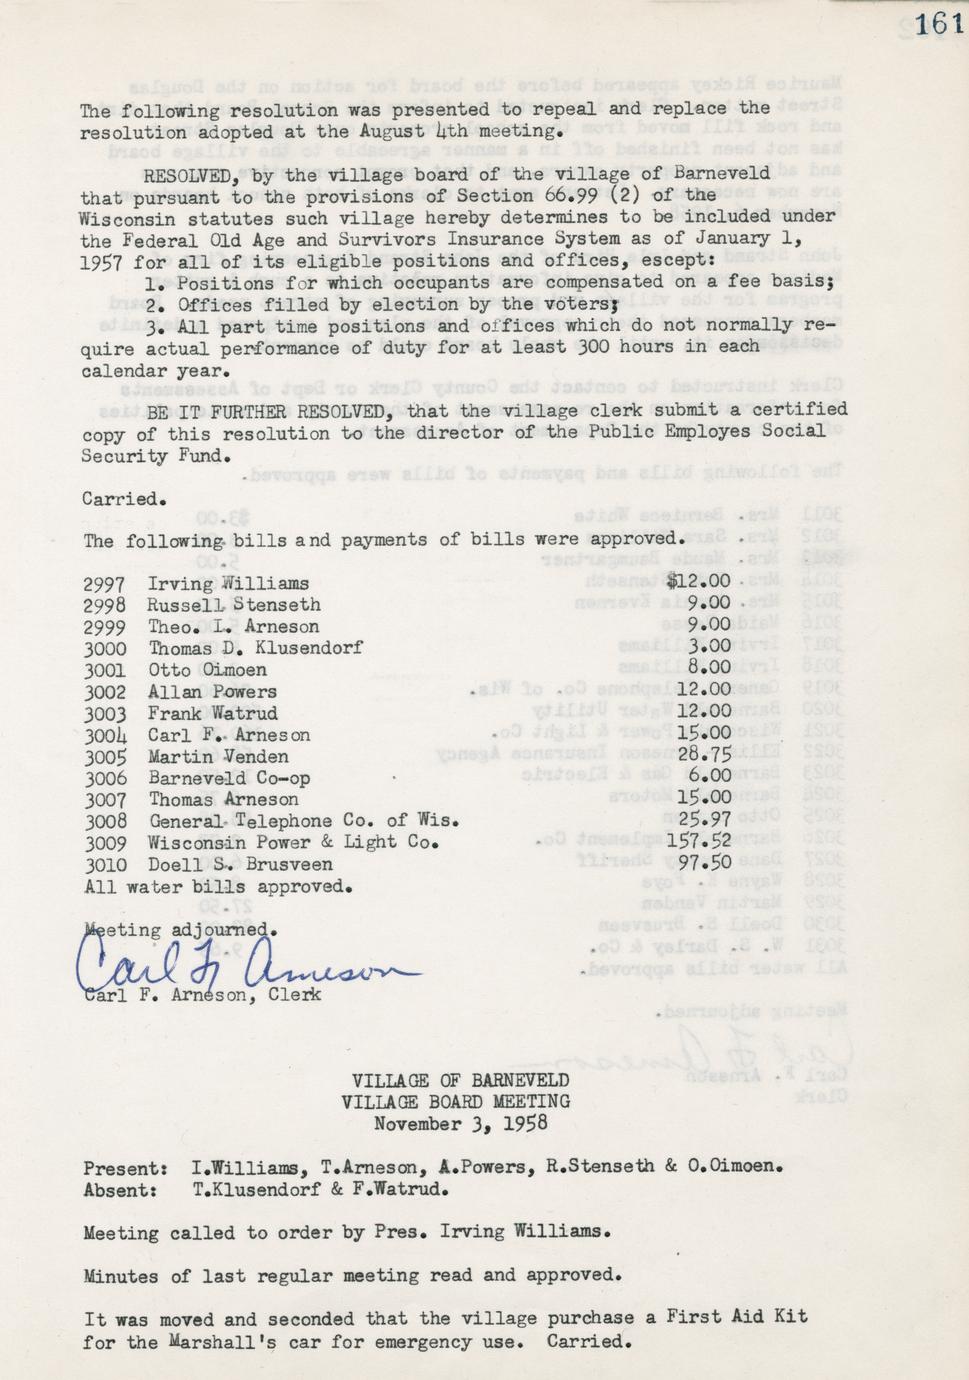 161
The following resolution was presented to repeal and replace the
resolution adopted at the August 4th meeting.
RESOLVED, by the village board of the village of Barneveld
that pursuant to the provisions of Section 66.99 (2) of the
Wisconsin statutes such village hereby determines to be included under
the Federal Old Age and Survivors Insurance System as of January 1,
1957 for all of its eligible positions and offices, escept:
1. Positions for which occupants are compensated on a fee basis;
2. Offices filled by election by the voters;
3. All part time positions and offices which do not normally re-
quire actual performance of duty for at least 300 hours in each
calendar year.
BE IT FURTHER RESOLVED, that the village clerk submit a certified
copy of this resolution to the director of the Public Employes Social
Security Fund.
Carried.
The following bills and payments of bills were approved.
2997 Irving Williams $12.00
2998 Russell Stenseth 9.00
2999 Theo. L. Arneson 9.00
3000 Thomas D. Klusendorf 3.00
3001 Otto Oimoen 8.00
3002 Allan Powers 12.00
3003 Frank Watrud 12.00
3004 Carl F. Arneson 15.00
3005 Martin Venden 28.75
3006 Barneveld Co-op 6.00
3007 Thomas Arneson 15.00
3008 General Telephone Co. of Wis. 25.97
3009 Wisconsin Power & Light Co. 157.52
3010 Doell S. Brusveen 97.50
All water bills approved.
Meeting adjourned.
Carl F. Arneson
Carl F. Arneson, Clerk
VILLAGE OF BARNEVELD
VILLAGE BOARD MEETING
November 3, 1958
Present: I.Williams, T.Arneson, A.Powers, R.Stenseth & O.Oimoen.
Absent: T.Klusendorf & F.Watrud.
Meeting called to order by Pres. Irving Williams.
Minutes of last regular meeting read and approved.
It was moved and seconded that the village purchase a First Aid Kit
for the Marshall's car for emergency use. Carried.